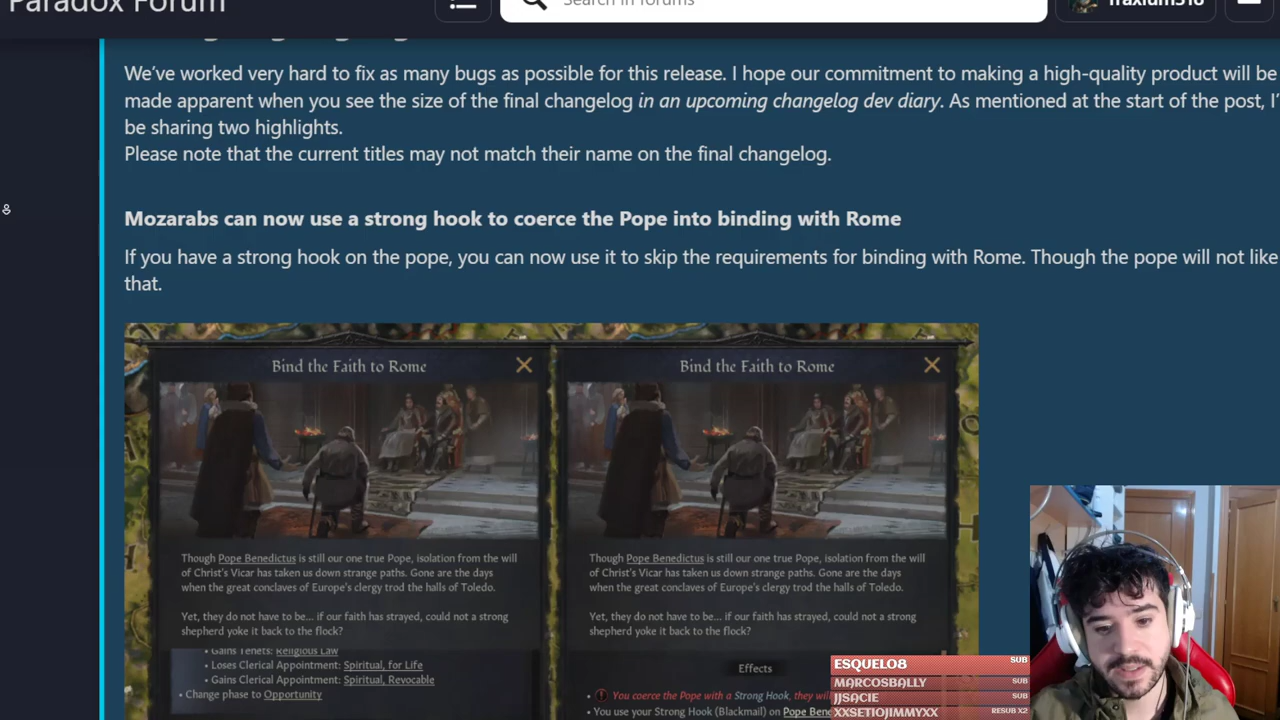 Paradox Forum
Search in forums
We've worked very hard to fix as many bugs as possible for this release. I hope our commitment to making a high-quality product will be
made apparent when you see the size of the final changelog in an upcoming changelog dev diary. As mentioned at the start of the post, I'
be sharing two highlights.
Please note that the current titles may not match their name on the final changelog.
Mozarabs can now use a strong hook to coerce the Pope into binding with Rome
If you have a strong hook on the pope, you can now use it to skip the requirements for binding with Rome. Though the pope will not like
that.
Bind the Faith to Rome
Though Pope Benedictus is still our one true Pope, isolation from the will
of Christ's Vicar has taken us down strange paths. Gone are the days
when the great conclaves of Europe's clergy trod the halls of Toledo.
Yet, they do not have to be... if our faith has strayed, could not a strong
shepherd yoke it back to the flock?
• Gains Tenets: Religious Law
• Loses Clerical Appointment: Spiritual, for Life
• Gains Clerical Appointment: Spiritual, Revocable
• Change phase to Opportunity
Bind the Faith to Rome
Though Pope Benedictus is still our one true Pope, isolation from the will
of Christ's Vicar has taken us down strange paths. Gone are the days
when the great conclaves of Europe's clergy trod the halls of Toledo.
Yet, they do not have to be... if our faith has strayed, could not a strong
shepherd yoke it back to the flock?
Effects
• You coerce the Pope with a Strong Hook, they wil
• You use your Strong Hook (Blackmail) on Pope Ben
ESQUELO8 SUB
MARCOSBALLY SUB
JJSACIE SUB
XXSETIOJIMMYXX RESUB X2